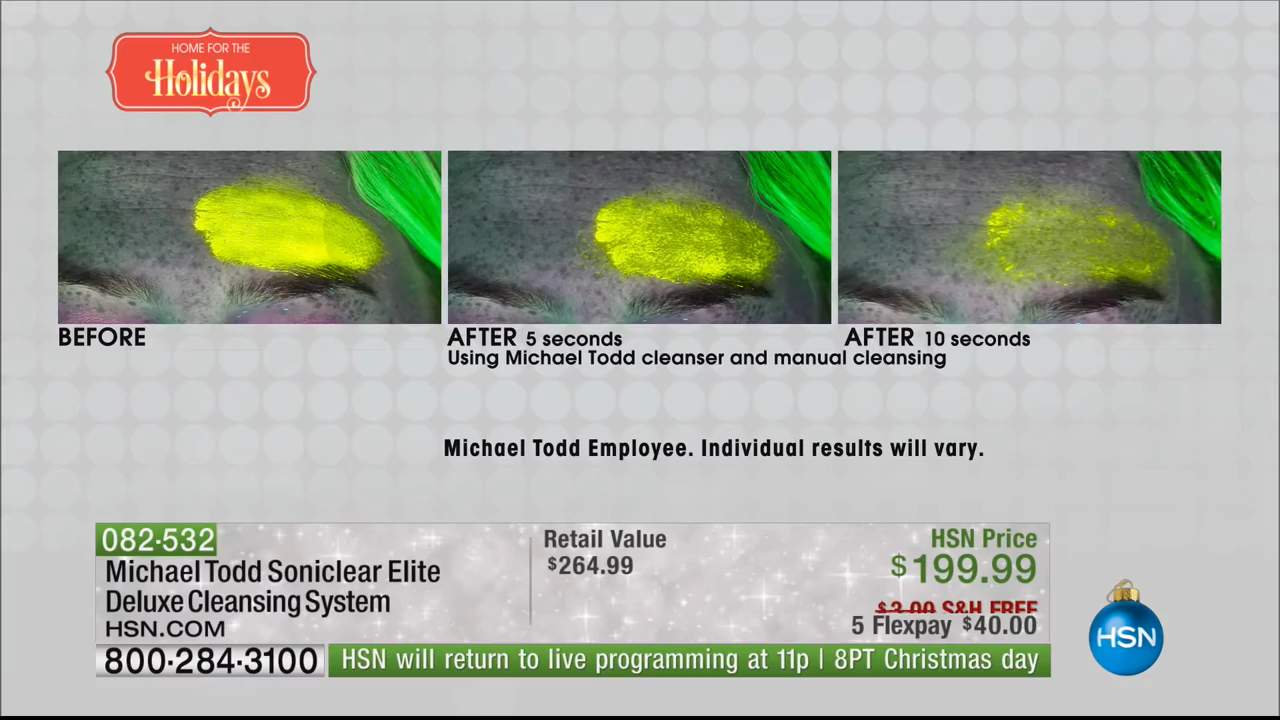 HOME FOR THE
Holidays
BEFORE
AFTER 5 seconds
AFTER 10 seconds
Using Michael Todd cleanser and manual cleansing
Michael Todd Employee. Individual results will vary.
082-532
Michael Todd Soniclear Elite
Deluxe Cleansing System
HSN.COM
Retail Value
$264.99
HSN Price
$199.99
$3.00 S&H FREE
5 Flexpay $40.00
800·284·3100
HSN will return to live programming at 11p | 8PT Christmas day
HSN